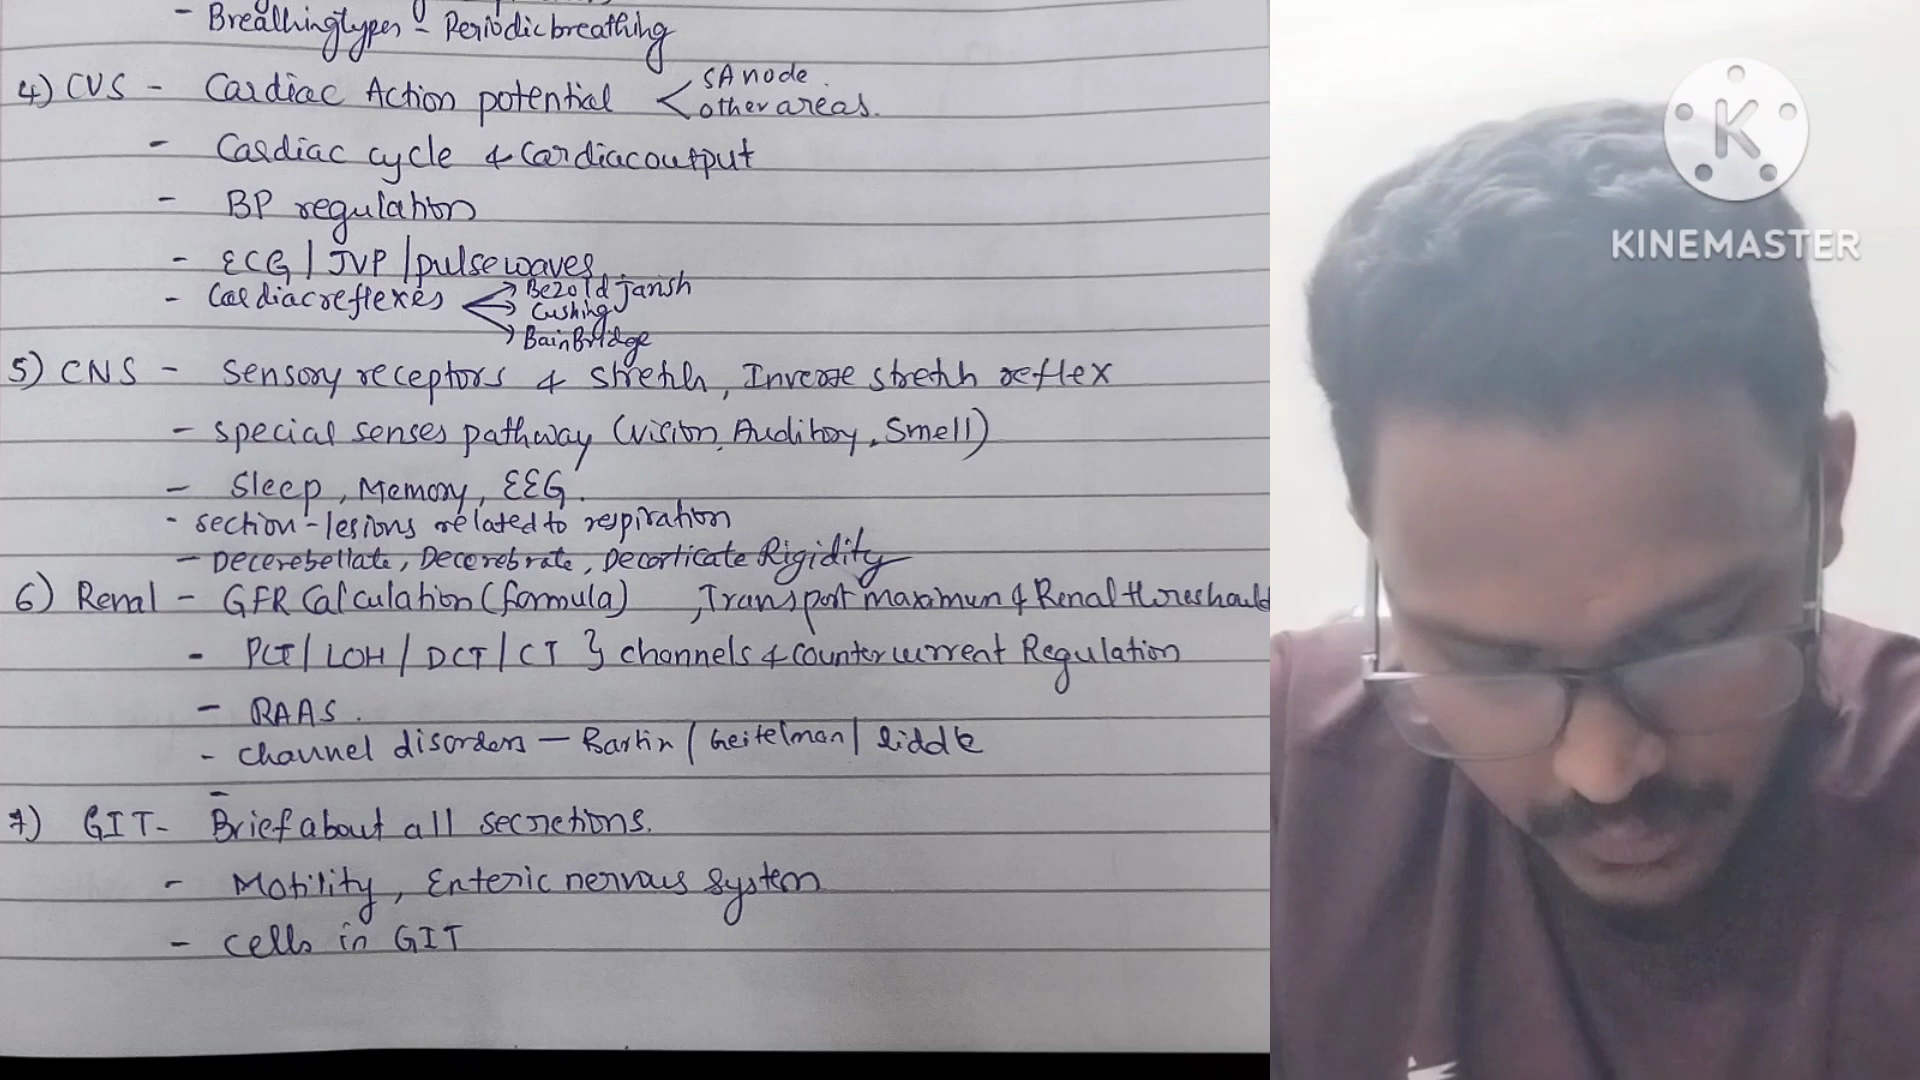 - Breathing types - Periodic breathing
4) CVS - Cardiac Action potential < SA node
other areas.
- Cardiac cycle & Cardiac output
- BP regulation
- ECG / JVP / pulse waves
- Cardiac reflexes → Bezold jarish
→ Cushing
→ BainBridge
5) CNS - Sensory receptors & stretch, Inverse stretch reflex
- special senses pathway (vision, Auditory, Smell)
- Sleep, Memory, EEG.
- section - lesions related to respiration
- Decerebellate, Decerebrate, Decorticate Rigidity
6) Renal - GFR Calculation (formula) , Transport maximum & Renal threshould
- PCT / LOH / DCT / CT } channels & counter current Regulation
- RAAS.
- channel disorders - Bartin / Geitelman / liddle
-
7) GIT - Brief about all secretions.
- Motility, Enteric nervous system
- cells in GIT
K
KINEMASTER